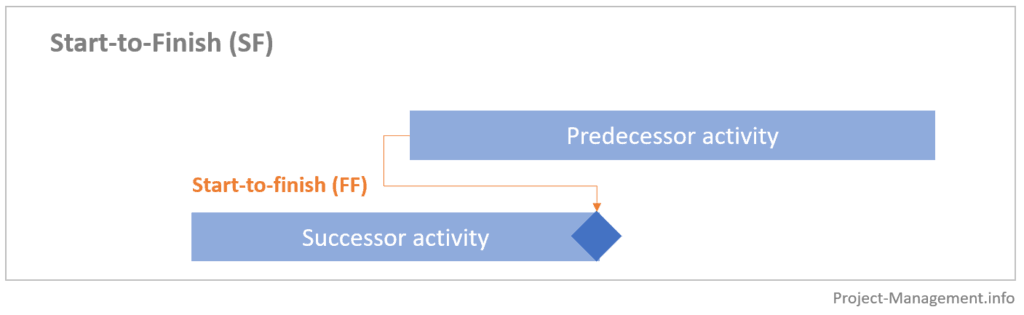 Start-to-Finish (SF)
Predecessor activity
Start-to-finish (FF)
Successor activity
Project-Management.info